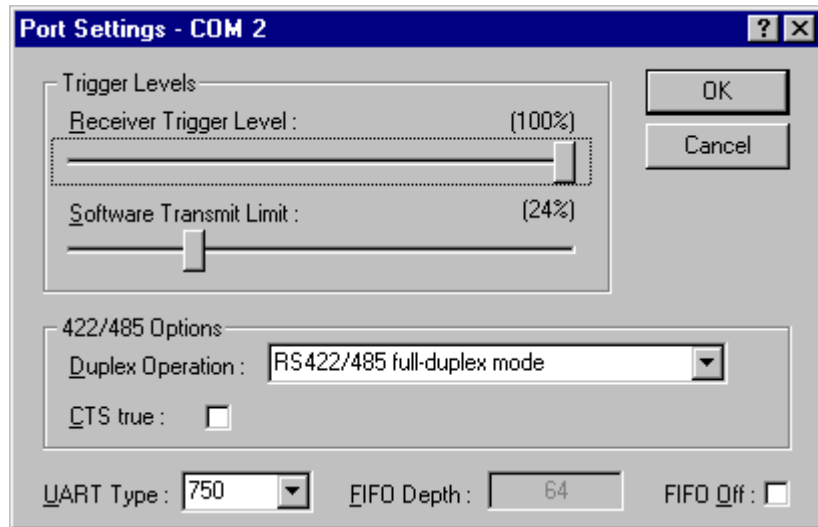 Port Settings - COM 2
Trigger Levels
OK
Receiver Trigger Level : (100%)
Cancel
Software Transmit Limit : (24%)
422/485 Options
Duplex Operation : RS422/485 full-duplex mode
CTS true :
UART Type : 750 FIFO Depth : 64 FIFO Off :